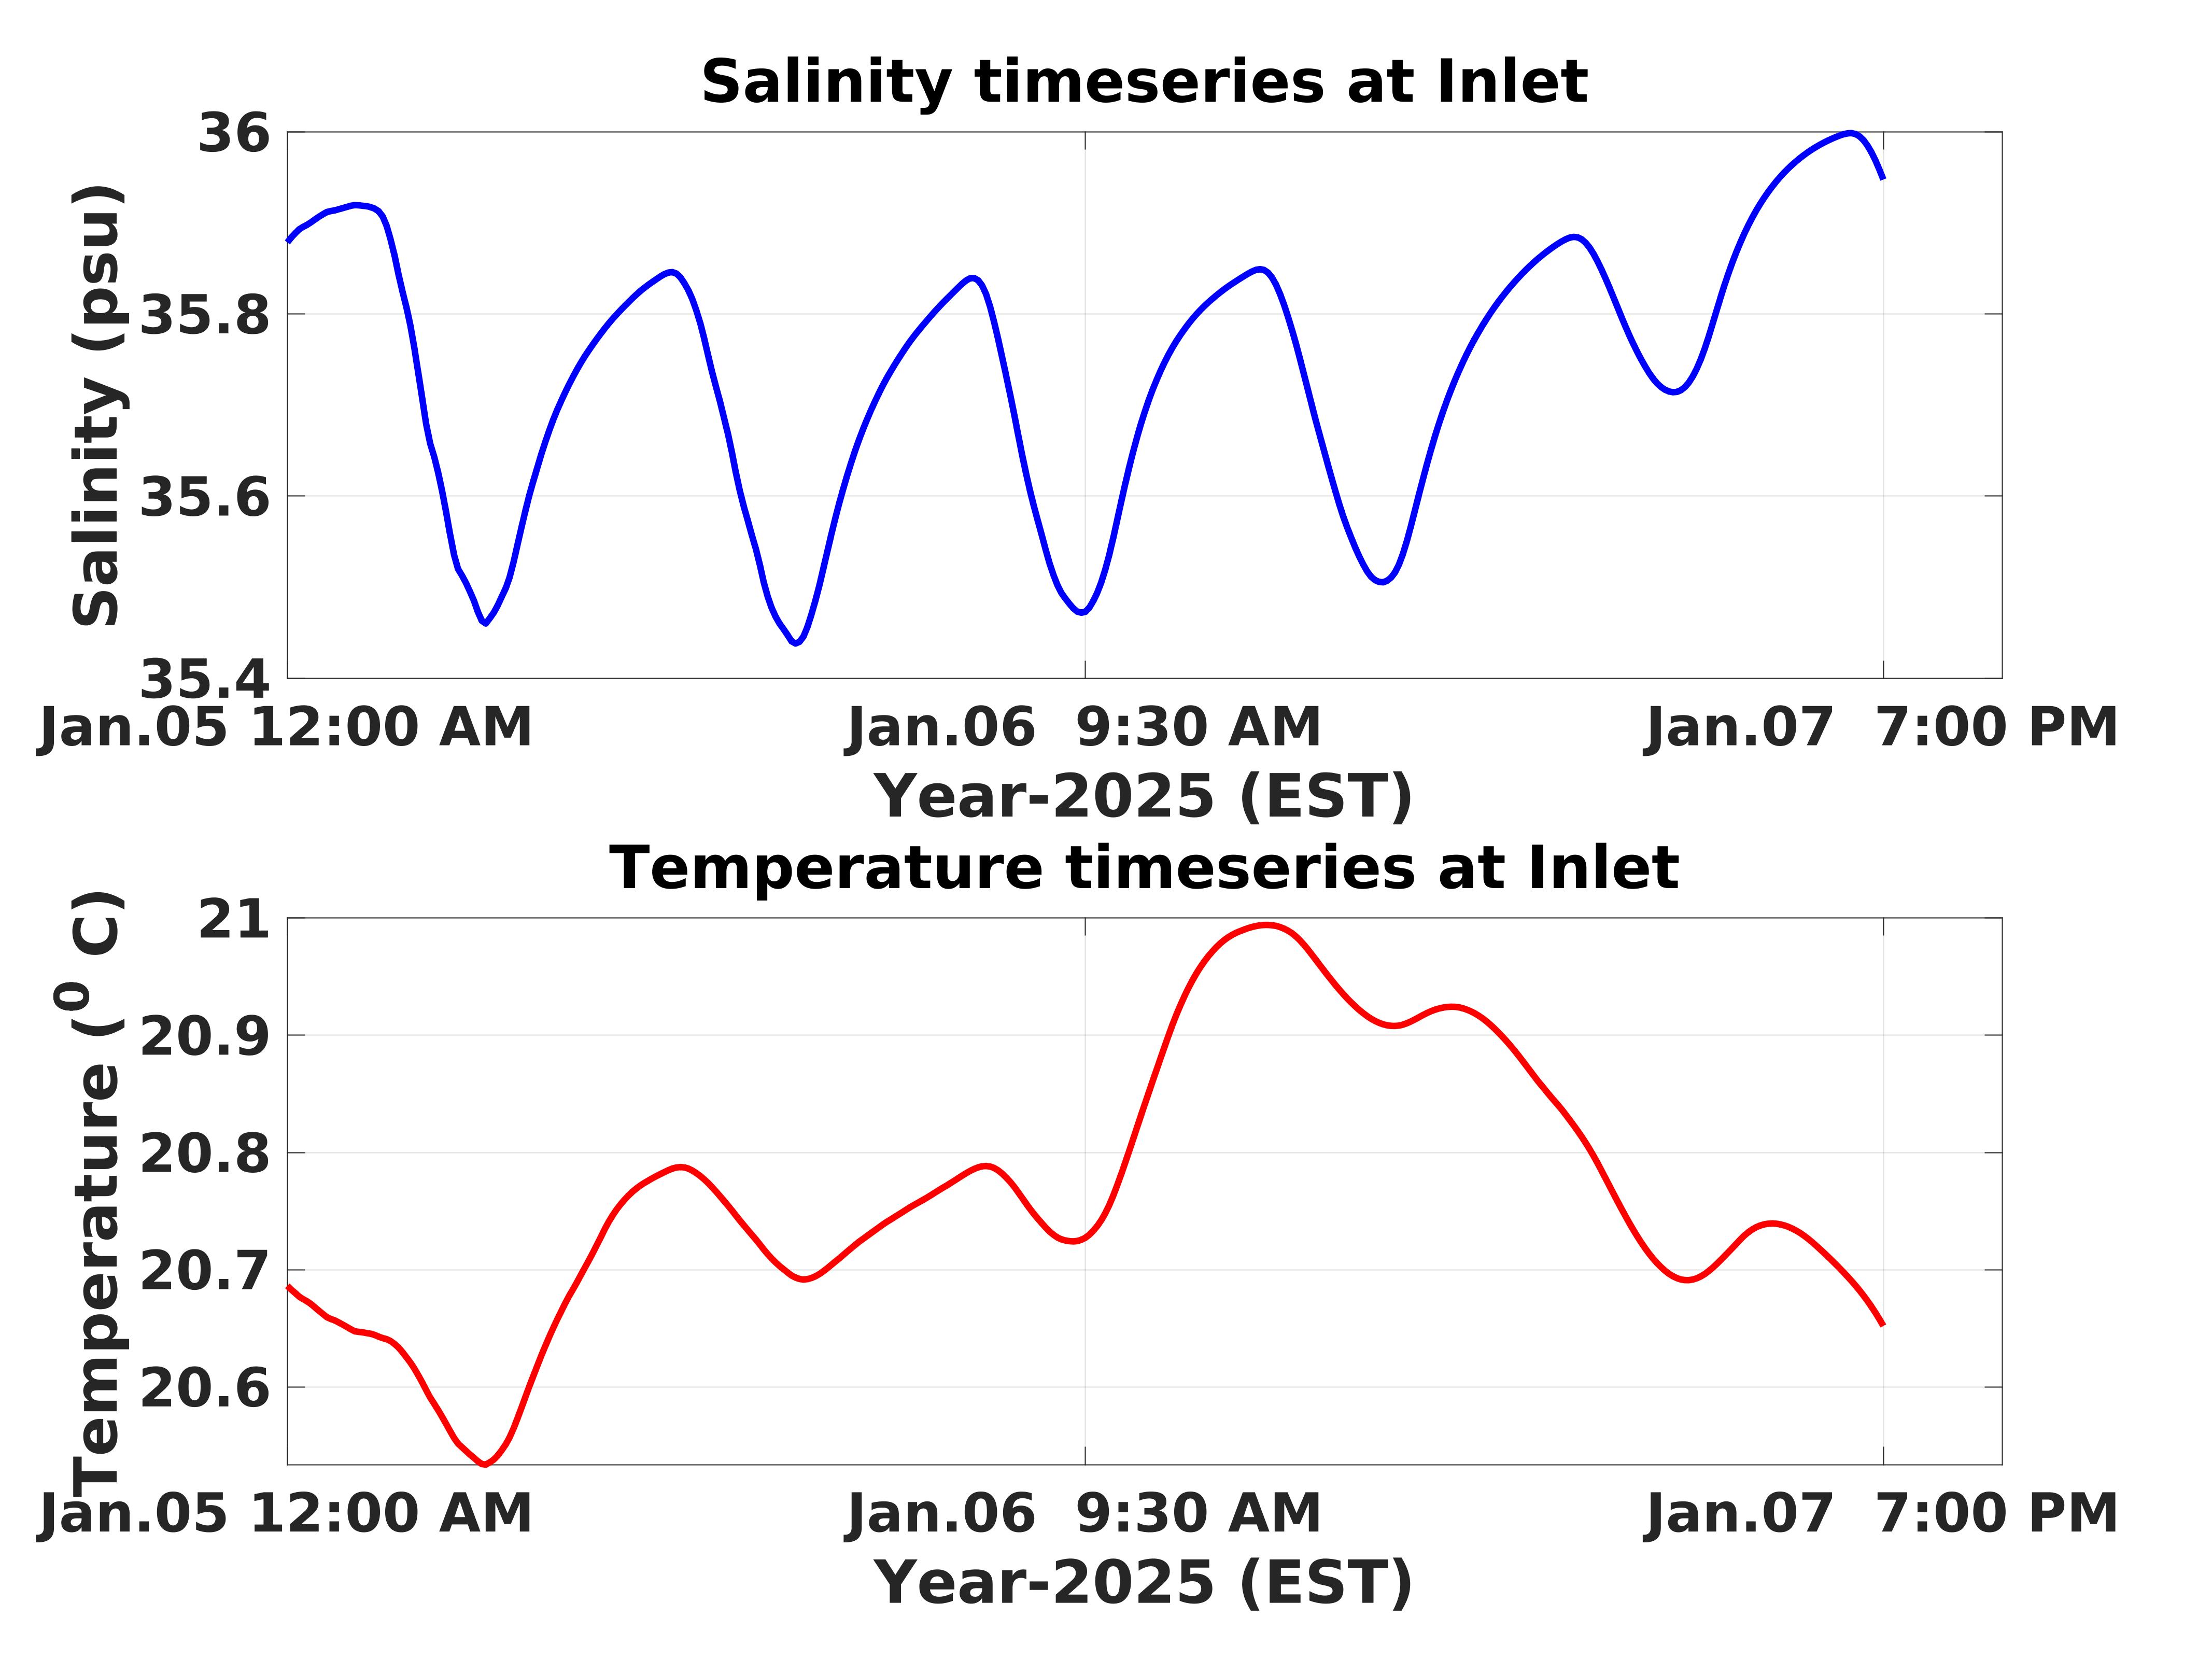 Salinity timeseries at Inlet
Salinity (psu)
36
35.8
35.6
35.4
Jan.05 12:00 AM Jan.06 9:30 AM Jan.07 7:00 PM
Year-2025 (EST)
Temperature timeseries at Inlet
Temperature (⁰ C)
21
20.9
20.8
20.7
20.6
Jan.05 12:00 AM Jan.06 9:30 AM Jan.07 7:00 PM
Year-2025 (EST)